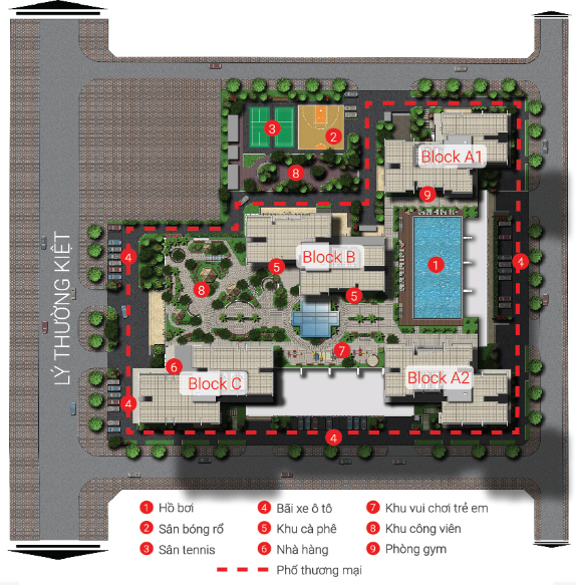 3
2
8
Block A1
9
LÝ THƯỜNG KIỆT
4
Block B
5
1
4
8
5
7
6
Block C
Block A2
4
4
1 Hồ bơi
4 Bãi xe ô tô
7 Khu vui chơi trẻ em
2 Sân bóng rổ
5 Khu cà phê
8 Khu công viên
3 Sân tennis
6 Nhà hàng
9 Phòng gym
Phố thương mại